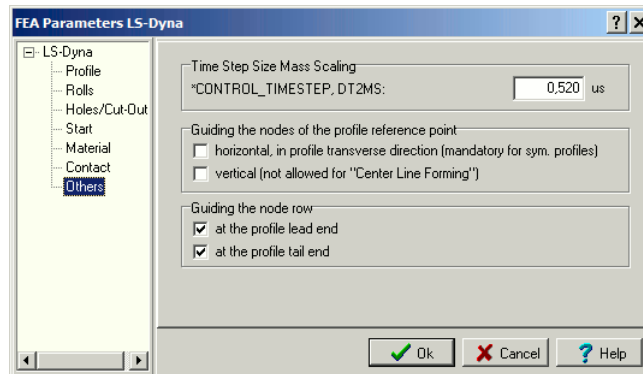 FEA Parameters LS-Dyna
LS-Dyna
Profile
Rolls
Holes/Cut-Out
Start
Material
Contact
Others
Time Step Size Mass Scaling
*CONTROL_TIMESTEP, DT2MS: 0,520 us
Guiding the nodes of the profile reference point
horizontal, in profile transverse direction (mandatory for sym. profiles)
vertical (not allowed for "Center Line Forming")
Guiding the node row
at the profile lead end
at the profile tail end
Ok Cancel ? Help